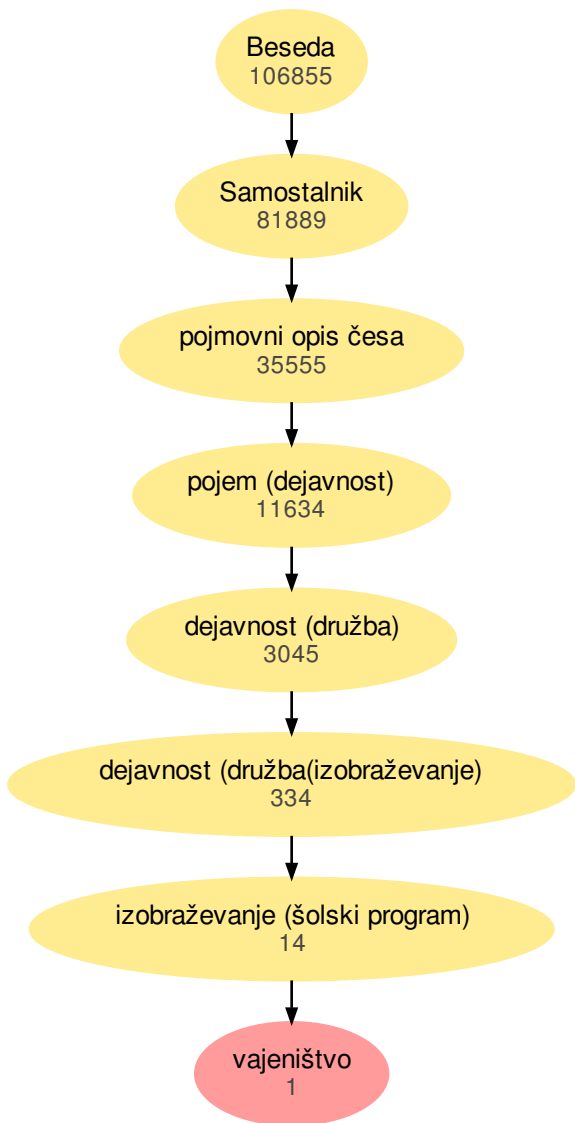 Beseda
106855
Samostalnik
81889
pojmovni opis česa
35555
pojem (dejavnost)
11634
dejavnost (družba)
3045
dejavnost (družba(izobraževanje)
334
izobraževanje (šolski program)
14
vajeništvo
1